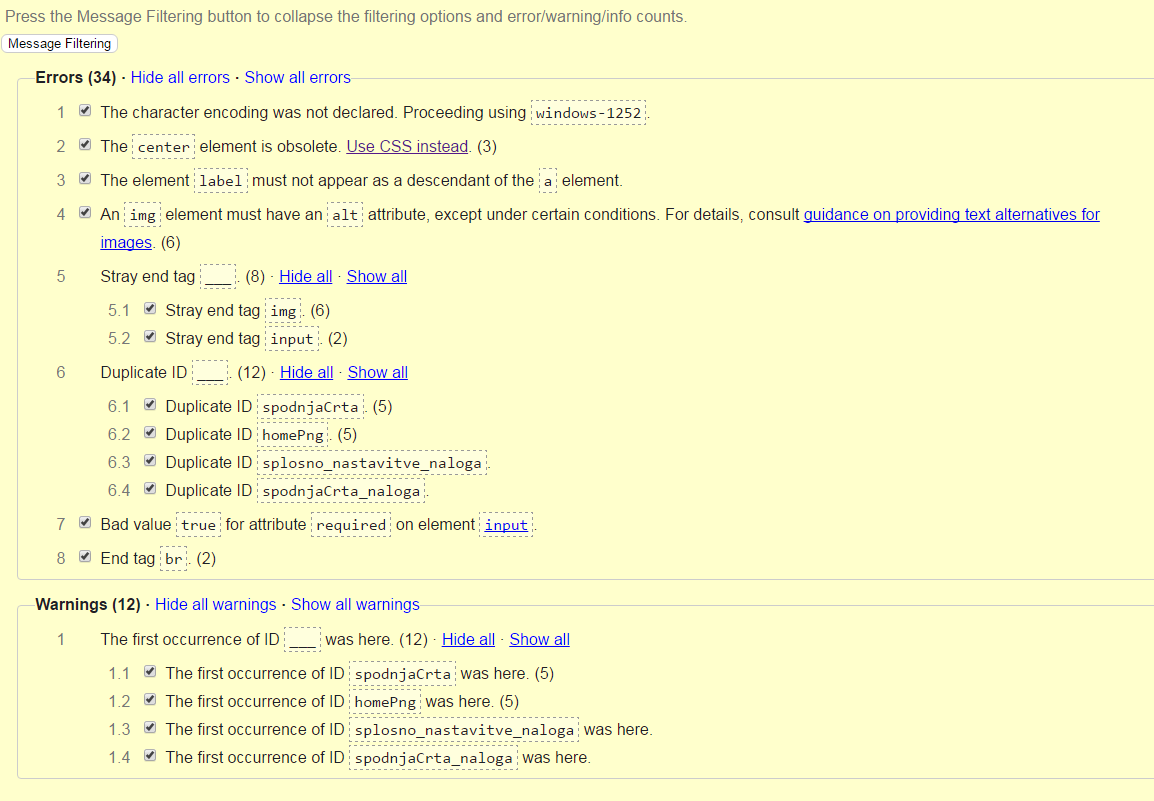 Press the Message Filtering button to collapse the filtering options and error/warning/info counts.
Message Filtering
Errors (34) · Hide all errors · Show all errors
1 The character encoding was not declared. Proceeding using windows-1252.
2 The center element is obsolete. Use CSS instead. (3)
3 The element label must not appear as a descendant of the a element.
4 An img element must have an alt attribute, except under certain conditions. For details, consult guidance on providing text alternatives for
images. (6)
5 Stray end tag ___. (8) · Hide all · Show all
5.1 Stray end tag img. (6)
5.2 Stray end tag input. (2)
6 Duplicate ID ___. (12) · Hide all · Show all
6.1 Duplicate ID spodnjaCrta. (5)
6.2 Duplicate ID homePng. (5)
6.3 Duplicate ID splosno_nastavitve_naloga.
6.4 Duplicate ID spodnjaCrta_naloga.
7 Bad value true for attribute required on element input.
8 End tag br. (2)
Warnings (12) · Hide all warnings · Show all warnings
1 The first occurrence of ID ___ was here. (12) · Hide all · Show all
1.1 The first occurrence of ID spodnjaCrta was here. (5)
1.2 The first occurrence of ID homePng was here. (5)
1.3 The first occurrence of ID splosno_nastavitve_naloga was here.
1.4 The first occurrence of ID spodnjaCrta_naloga was here.